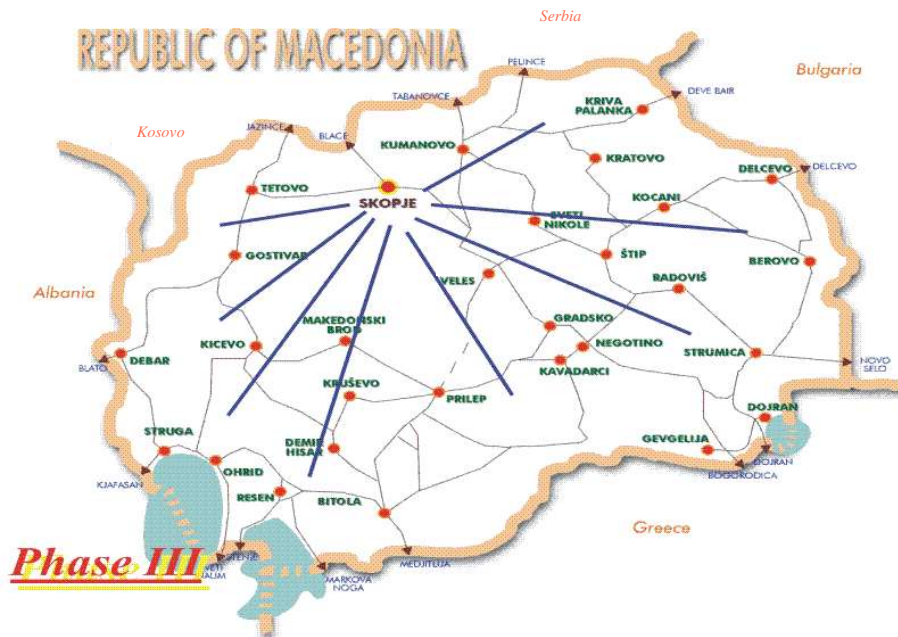 Serbia
REPUBLIC OF MACEDONIA
Bulgaria
Kosovo
PELINCE
TABANOVCE
DEVE BAIR
KRIVA
PALANKA
JAZINCE
BLACE
KUMANOVO
KRATOVO
DELCEVO
DELCEVO
TETOVO
SKOPJE
KOCANI
SVETI
NIKOLE
GOSTIVAR
ŠTIP
BEROVO
VELES
RADOVIŠ
Albania
MAKEDONSKI
BROD
GRADSKO
KICEVO
NEGOTINO
STRUMICA
DEBAR
BLATO
KAVADARCI
NOVO
SELO
KRUŠEVO
PRILEP
DOJRAN
STRUGA
DEMIR
HISAR
GEVGELIJA
DOJRAN
OHRID
BOGORODICA
KJAFASAN
RESEN
BITOLA
Greece
Phase III
NAUM
MEDJITLIJA
MARKOVA
NOGA